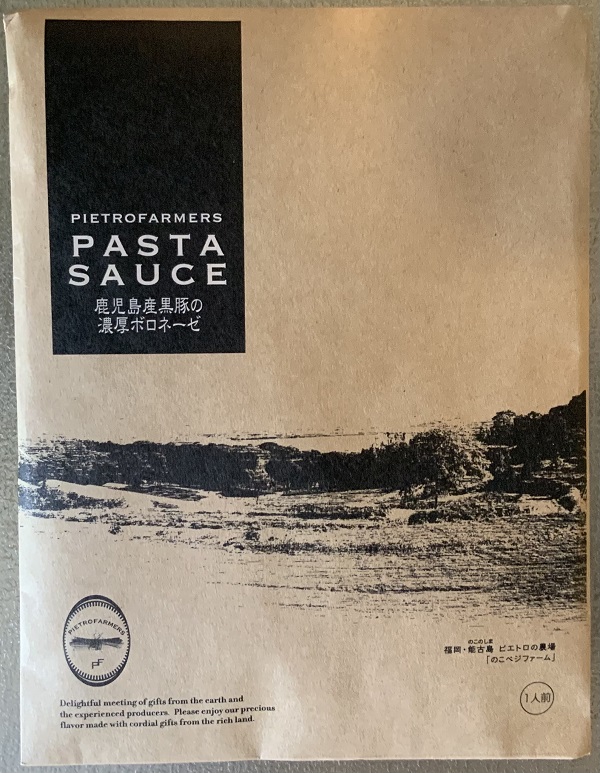 PIETROFARMERS
PASTA
SAUCE
鹿児島産黒豚の
濃厚ボロネーゼ
PIETROFARMERS
PF
のこのしま
福岡・能古島 ピエトロの農場
「のこベジファーム」
1人前
Delightful meeting of gifts from the earth and
the experienced producers. Please enjoy our precious
flavor made with cordial gifts from the rich land.